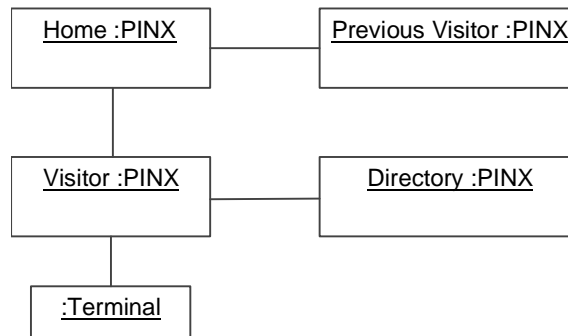 Home :PINX
Previous Visitor :PINX
Visitor :PINX
Directory :PINX
:Terminal